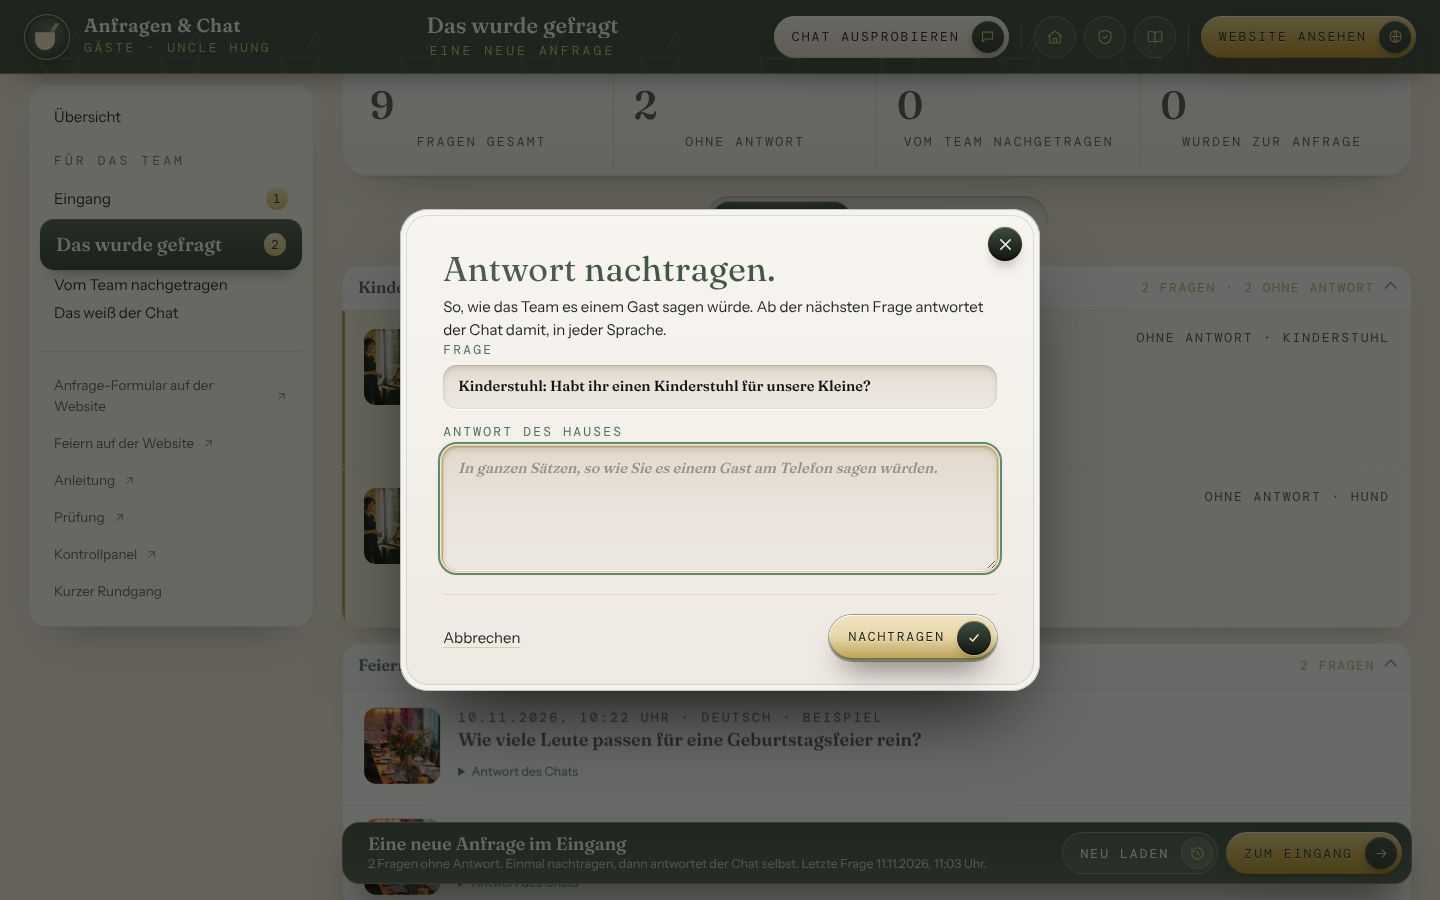 Anfragen & Chat
GÄSTE · UNCLE HUNG
Das wurde gefragt
EINE NEUE ANFRAGE
CHAT AUSPROBIEREN
WEBSITE ANSEHEN
Übersicht
FÜR DAS TEAM
Eingang 1
Das wurde gefragt 2
Vom Team nachgetragen
Das weiß der Chat
Anfrage-Formular auf der
Website
Feiern auf der Website
Anleitung
Prüfung
Kontrollpanel
Kurzer Rundgang
9
FRAGEN GESAMT
2
OHNE ANTWORT
0
VOM TEAM NACHGETRAGEN
0
WURDEN ZUR ANFRAGE
2 FRAGEN · 2 OHNE ANTWORT
OHNE ANTWORT · KINDERSTUHL
OHNE ANTWORT · HUND
Antwort nachtragen.
So, wie das Team es einem Gast sagen würde. Ab der nächsten Frage antwortet
der Chat damit, in jeder Sprache.
FRAGE
Kinderstuhl: Habt ihr einen Kinderstuhl für unsere Kleine?
ANTWORT DES HAUSES
In ganzen Sätzen, so wie Sie es einem Gast am Telefon sagen würden.
Abbrechen
NACHTRAGEN
2 FRAGEN
10.11.2026, 10:22 UHR · DEUTSCH · BEISPIEL
Wie viele Leute passen für eine Geburtstagsfeier rein?
Antwort des Chats
Eine neue Anfrage im Eingang
2 Fragen ohne Antwort. Einmal nachtragen, dann antwortet der Chat selbst. Letzte Frage 11.11.2026, 11:03 Uhr.
NEU LADEN
ZUM EINGANG
Antwort des Chats